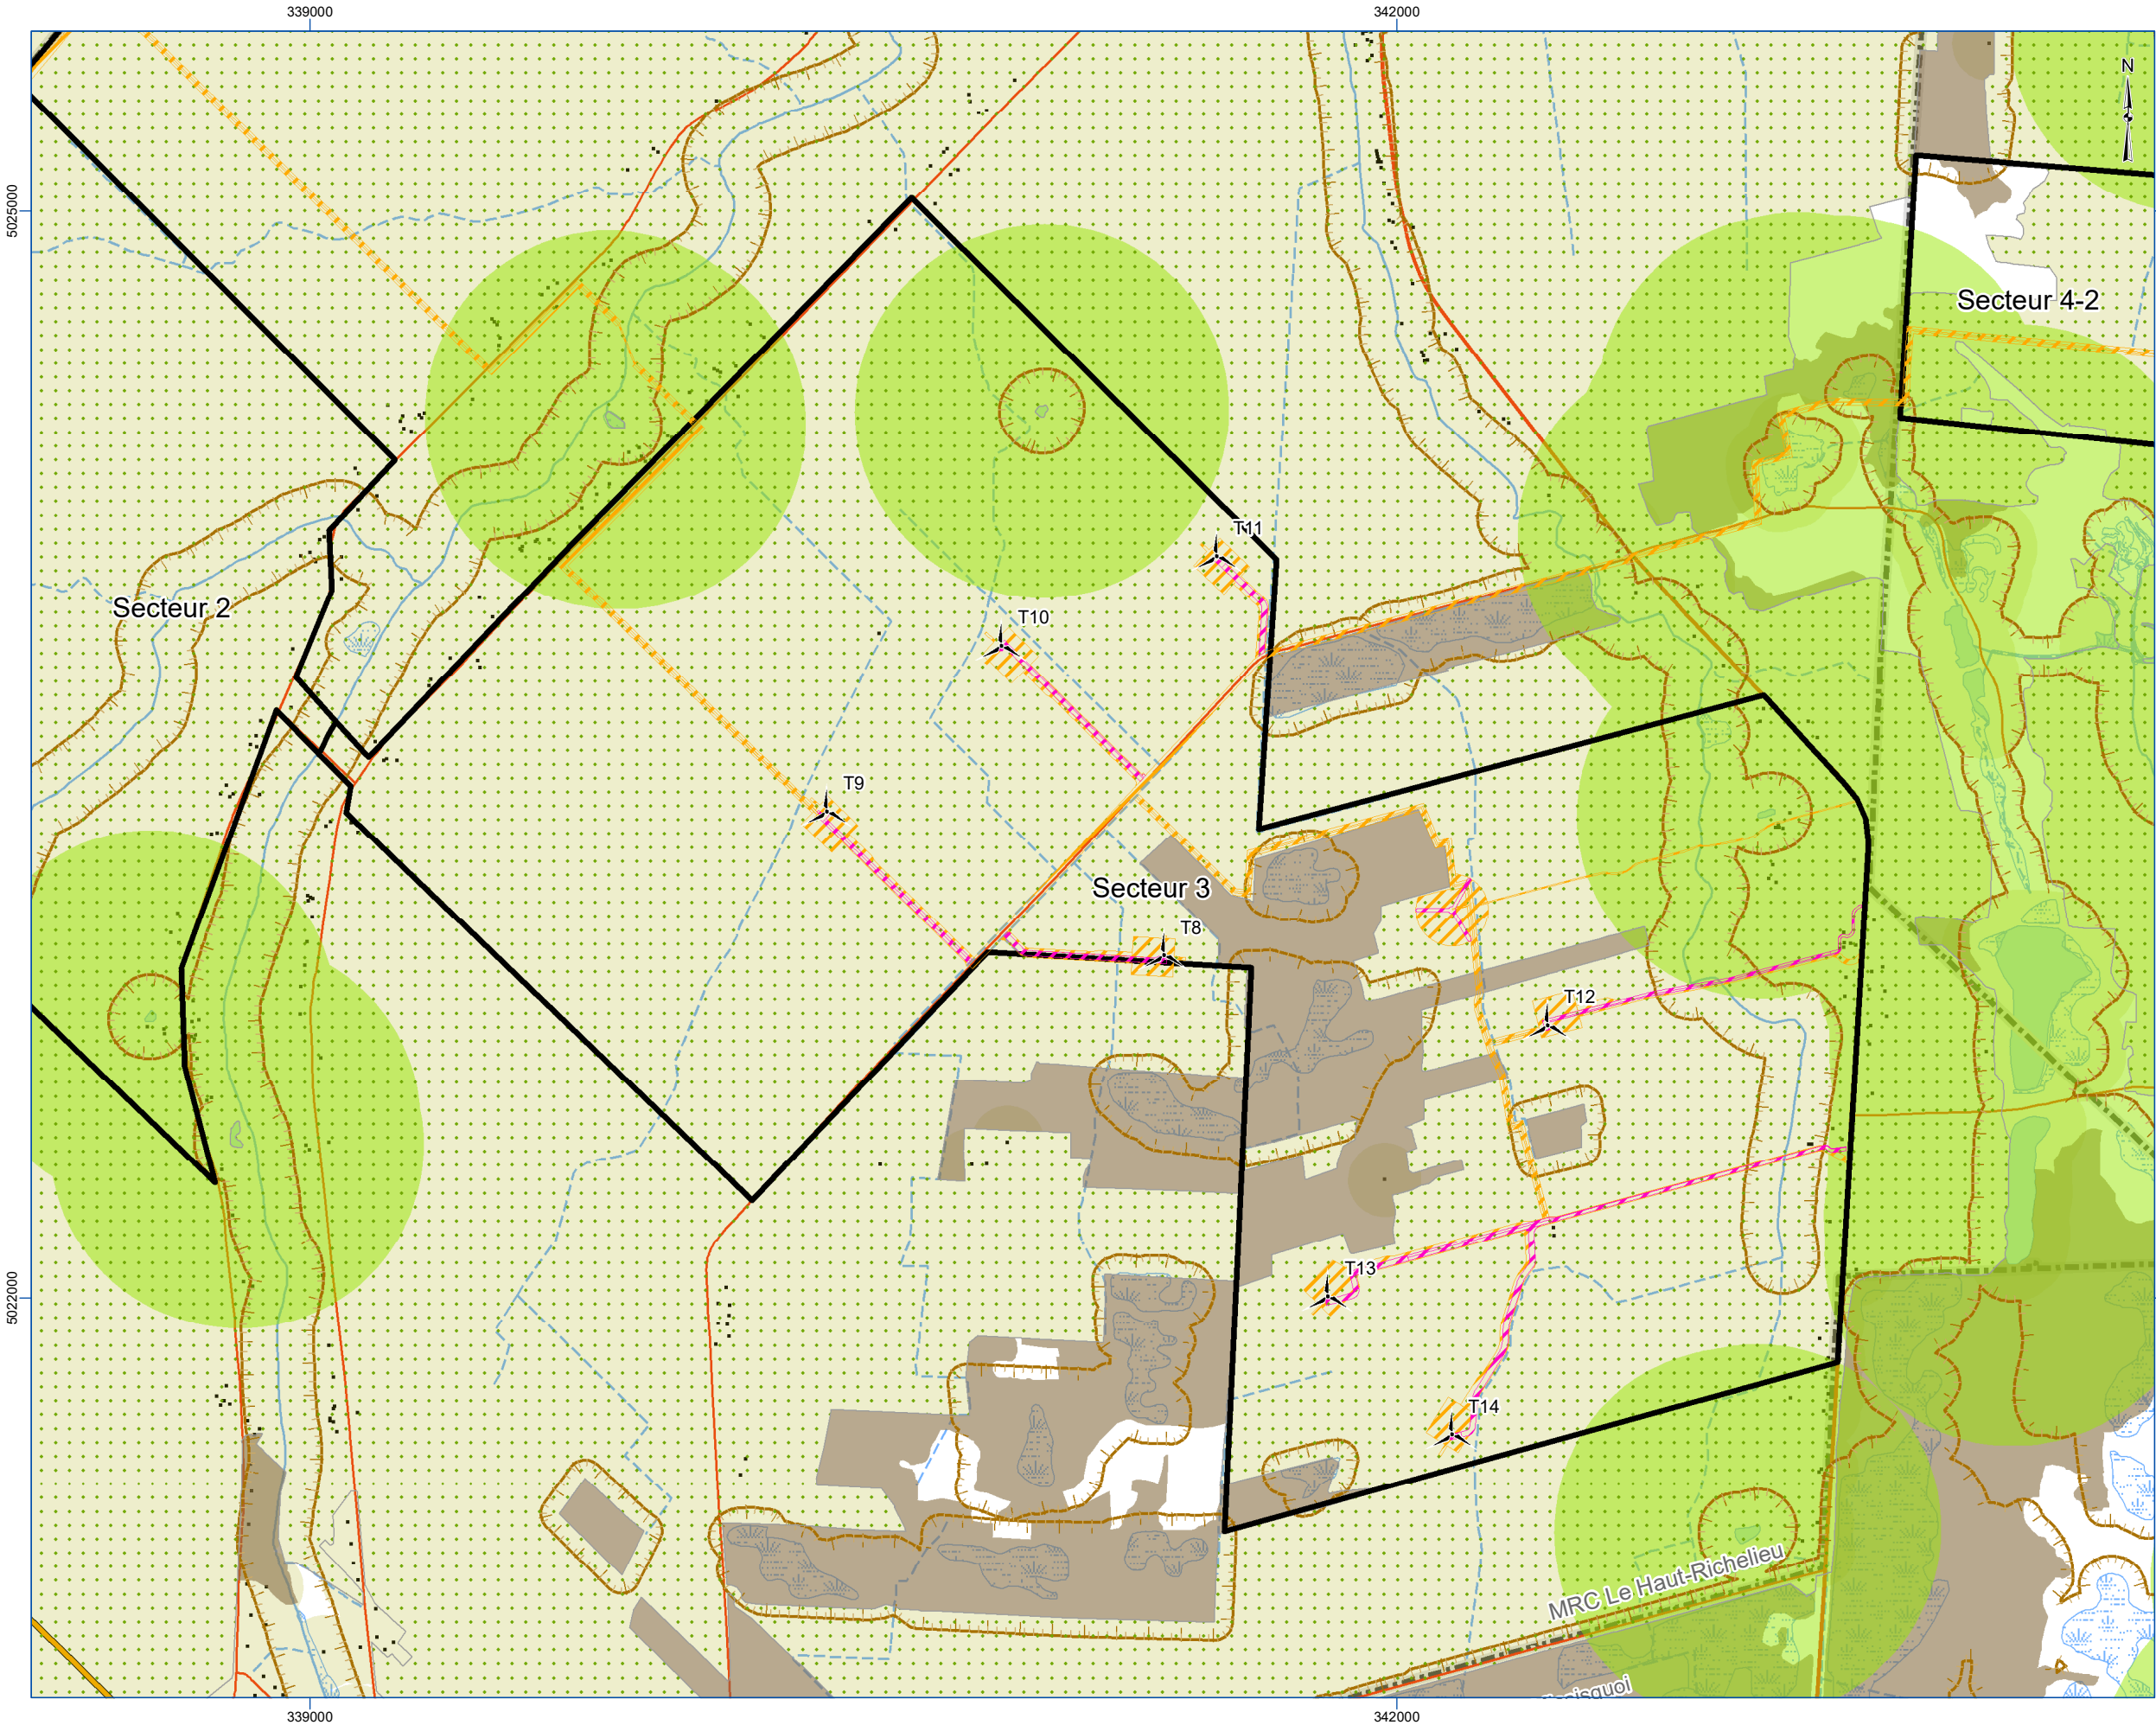 339000
342000
N
5025000
Secteur 4-2
T11
Secteur 2
T10
T9
Secteur 3
T8
T12
T13
5022000
T14
MRC Le Haut-Richelieu
339000
342000